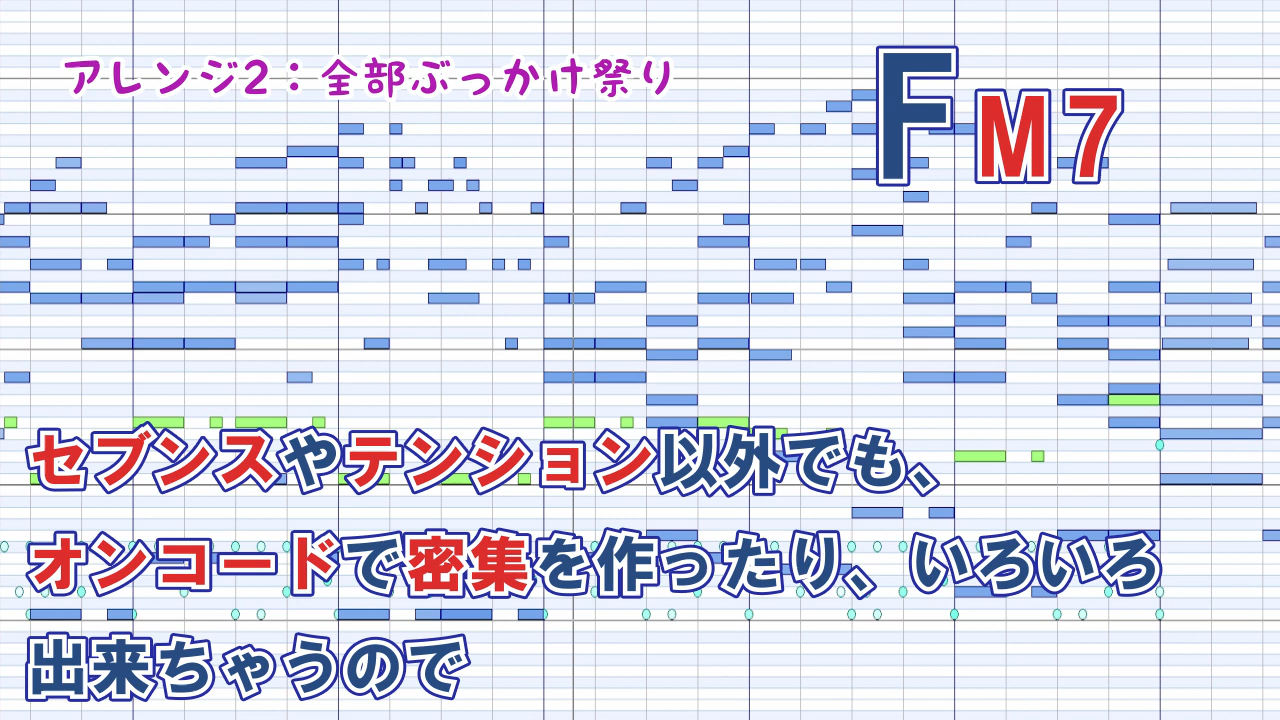 アレンジ2：全部ぶっかけ祭り
FM7
セブンスやテンション以外でも、
オンコードで密集を作ったり、いろいろ
出来ちゃうので